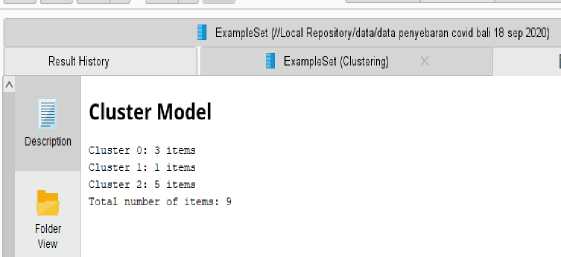 ExampleSet (//Local Repository/data/data penyebaran covid bali 18 sep 2020)
Result History
ExampleSet (Clustering)
Description
Cluster Model
Cluster 0: 3 items
Cluster 1: 1 items
Cluster 2: 5 items
Total number of items: 9
Folder
View